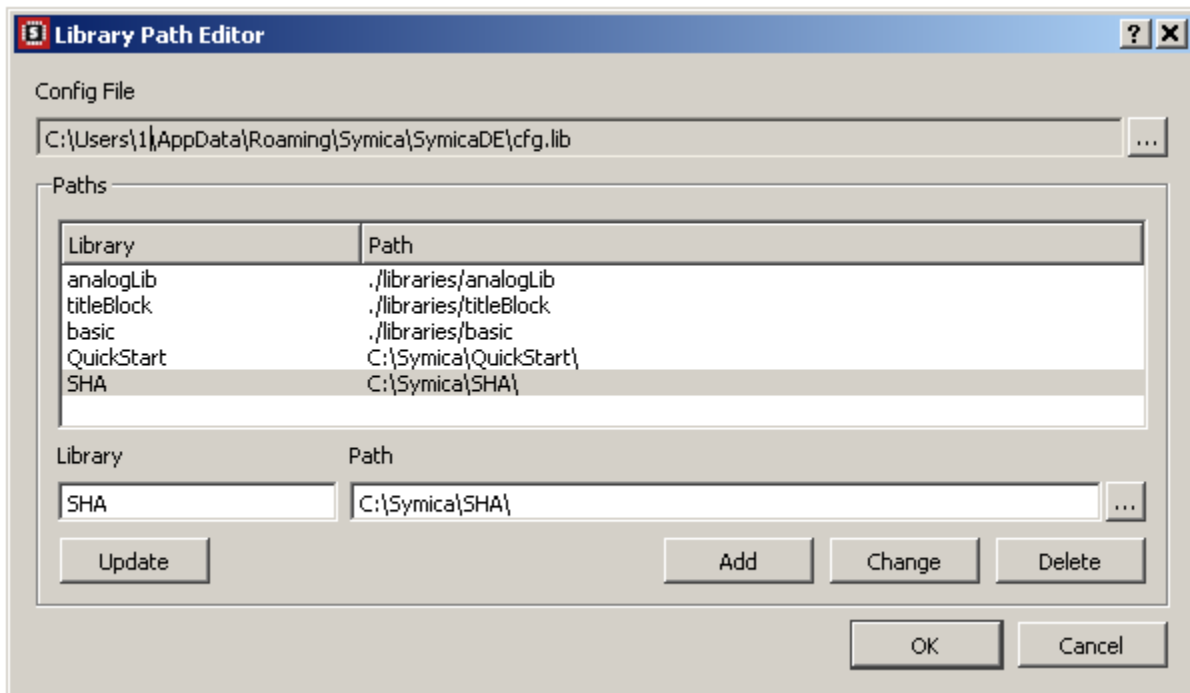 Library Path Editor
Config File
C:\Users\1\AppData\Roaming\Symica\SymicaDE\cfg.lib ...
Paths
Library Path
analogLib ./libraries/analogLib
titleBlock ./libraries/titleBlock
basic ./libraries/basic
QuickStart C:\Symica\QuickStart\
SHA C:\Symica\SHA\
Library Path
SHA C:\Symica\SHA\ ...
Update Add Change Delete
OK Cancel